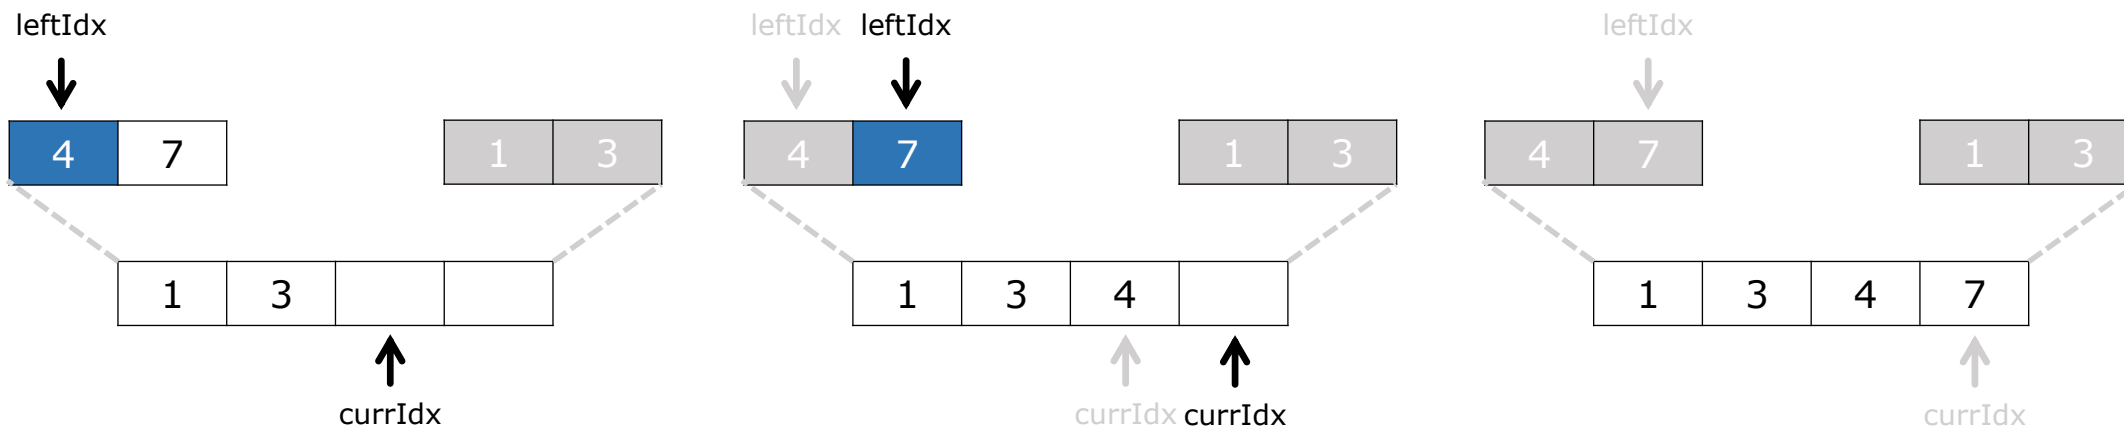 leftIdx
4 7 1 3
1 3
currIdx
leftIdx leftIdx
4 7 1 3
1 3 4
currIdx currIdx
leftIdx
4 7 1 3
1 3 4 7
currIdx